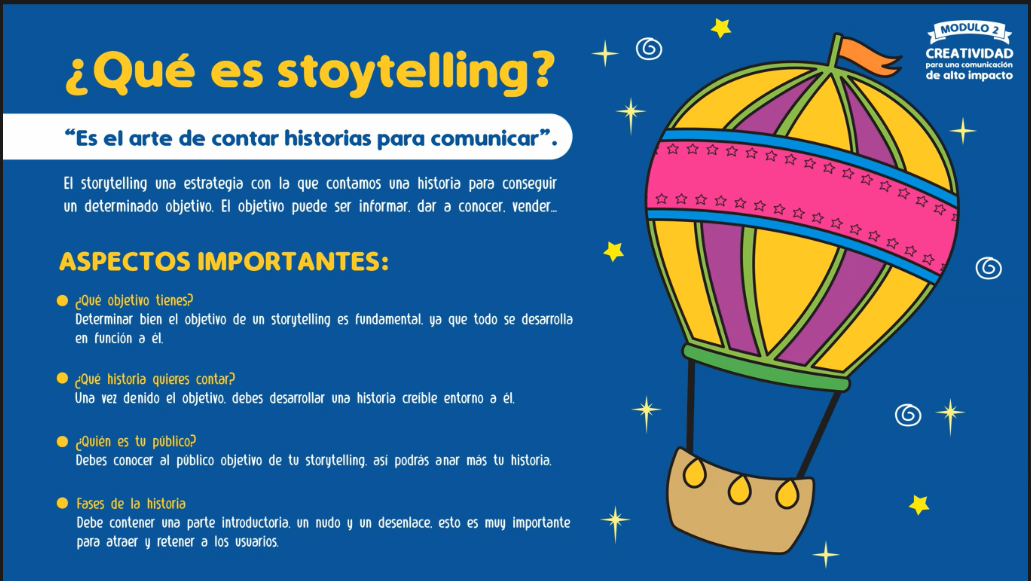 ¿Qué es stoytelling?
“Es el arte de contar historias para comunicar”.
El storytelling una estrategia con la que contamos una historia para conseguir
un determinado objetivo. El objetivo puede ser informar, dar a conocer, vender...
ASPECTOS IMPORTANTES:
¿Qué objetivo tienes?
Determinar bien el objetivo de un storytelling es fundamental, ya que todo se desarrolla
en función a él.
¿Qué historia quieres contar?
Una vez denido el objetivo, debes desarrollar una historia creíble entorno a él.
¿Quién es tu público?
Debes conocer al público objetivo de tu storytelling, así podrás anar más tu historia.
Fases de la historia
Debe contener una parte introductoria, un nudo y un desenlace, esto es muy importante
para atraer y retener a los usuarios.
MODULO 2
CREATIVIDAD
para una comunicación
de alto impacto